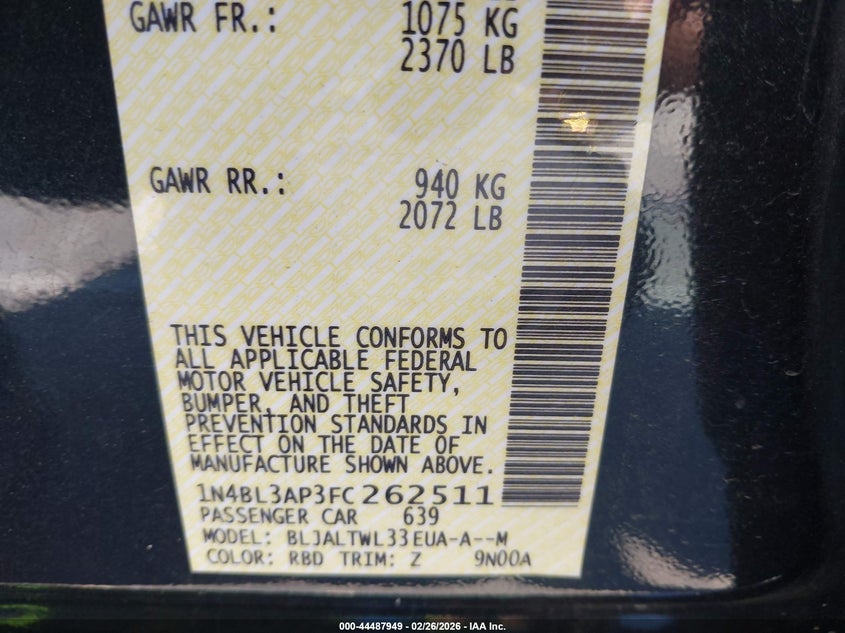 GAWR FR.: 1075 KG
2370 LB
GAWR RR.: 940 KG
2072 LB
THIS VEHICLE CONFORMS TO
ALL APPLICABLE FEDERAL
MOTOR VEHICLE SAFETY,
BUMPER, AND THEFT
PREVENTION STANDARDS IN
EFFECT ON THE DATE OF
MANUFACTURE SHOWN ABOVE.
1N4BL3AP3FC262511
PASSENGER CAR 639
MODEL: BLJALTWL33EUA-A--M
COLOR: RBD TRIM: Z 9N00A
000-44487949 - 02/26/2026 - IAA Inc.